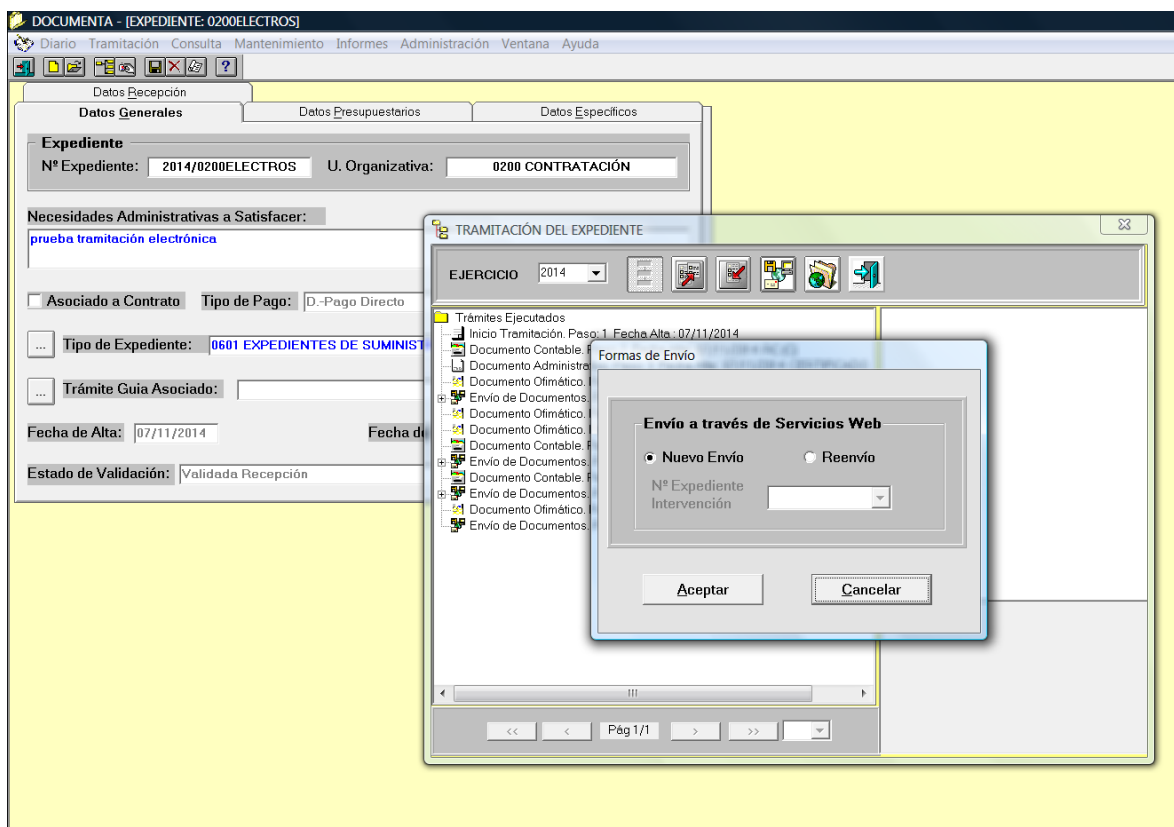 DOCUMENTA - [EXPEDIENTE: 0200ELECTROS]
Diario Tramitación Consulta Mantenimiento Informes Administración Ventana Ayuda
Datos Recepción
Datos Generales Datos Presupuestarios Datos Específicos
Expediente
Nº Expediente: 2014/0200ELECTROS U. Organizativa: 0200 CONTRATACIÓN
Necesidades Administrativas a Satisfacer:
prueba tramitación electrónica
Asociado a Contrato Tipo de Pago: D.-Pago Directo
... Tipo de Expediente: 0601 EXPEDIENTES DE SUMINIST
... Trámite Guia Asociado:
Fecha de Alta: 07/11/2014 Fecha d
Estado de Validación: Validada Recepción
TRAMITACIÓN DEL EXPEDIENTE
EJERCICIO 2014
Trámites Ejecutados
Inicio Tramitación. Paso: 1 Fecha Alta : 07/11/2014
Documento Contable.
Documento Administra
Documento Ofimático.
Envío de Documentos.
Documento Ofimático.
Documento Ofimático.
Documento Contable.
Envío de Documentos.
Documento Contable.
Envío de Documentos.
Documento Ofimático.
Envío de Documentos.
<< < Pág 1/1 > >>
Formas de Envío
Envío a través de Servicios Web
Nuevo Envío Reenvío
Nº Expediente
Intervención
Aceptar Cancelar